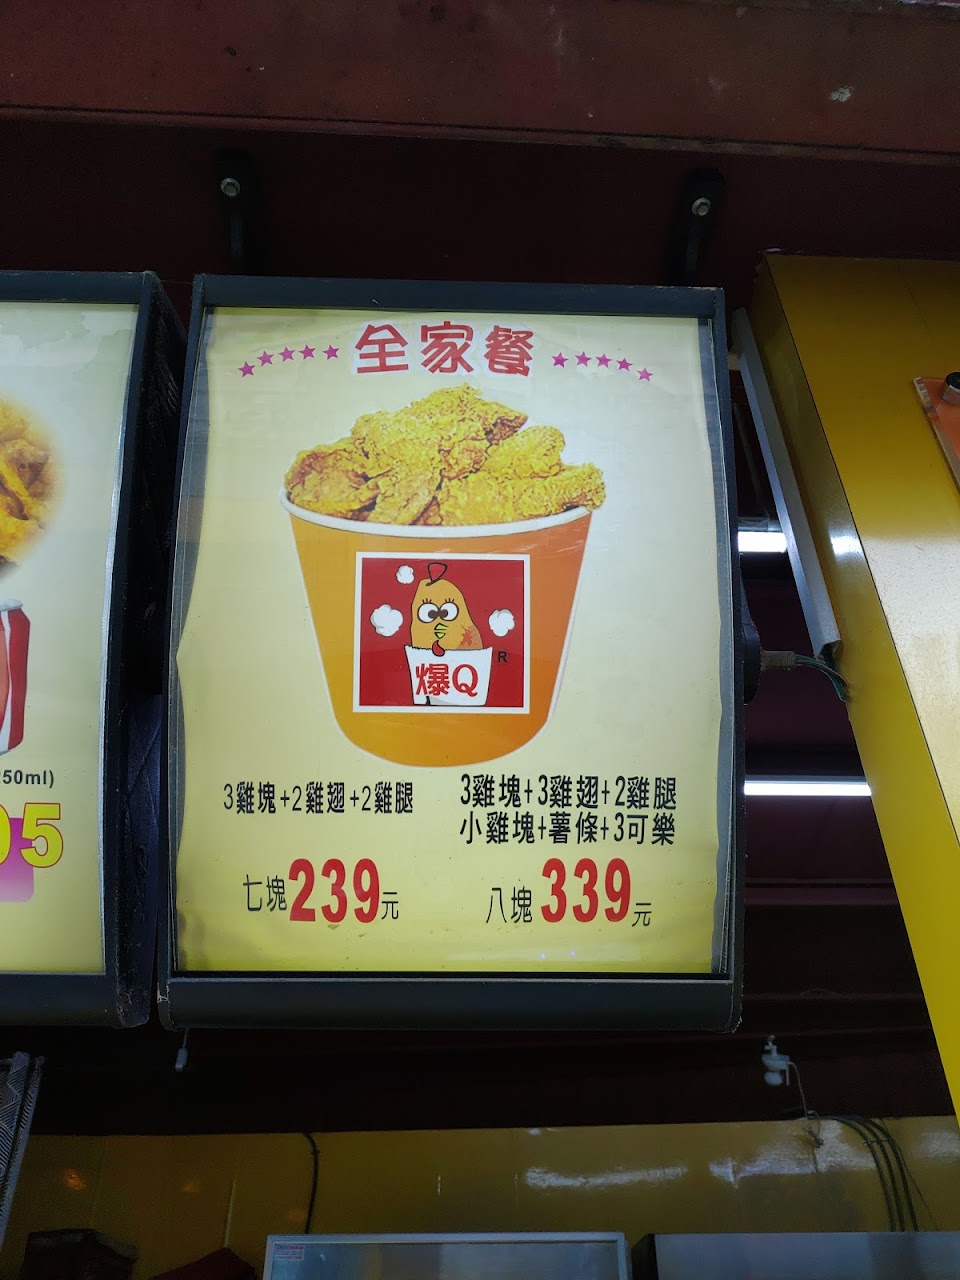 全家餐
爆Q
R
3雞塊+2雞翅+2雞腿
七塊239元
3雞塊+3雞翅+2雞腿
小雞塊+薯條+3可樂
八塊339元
50ml)
05